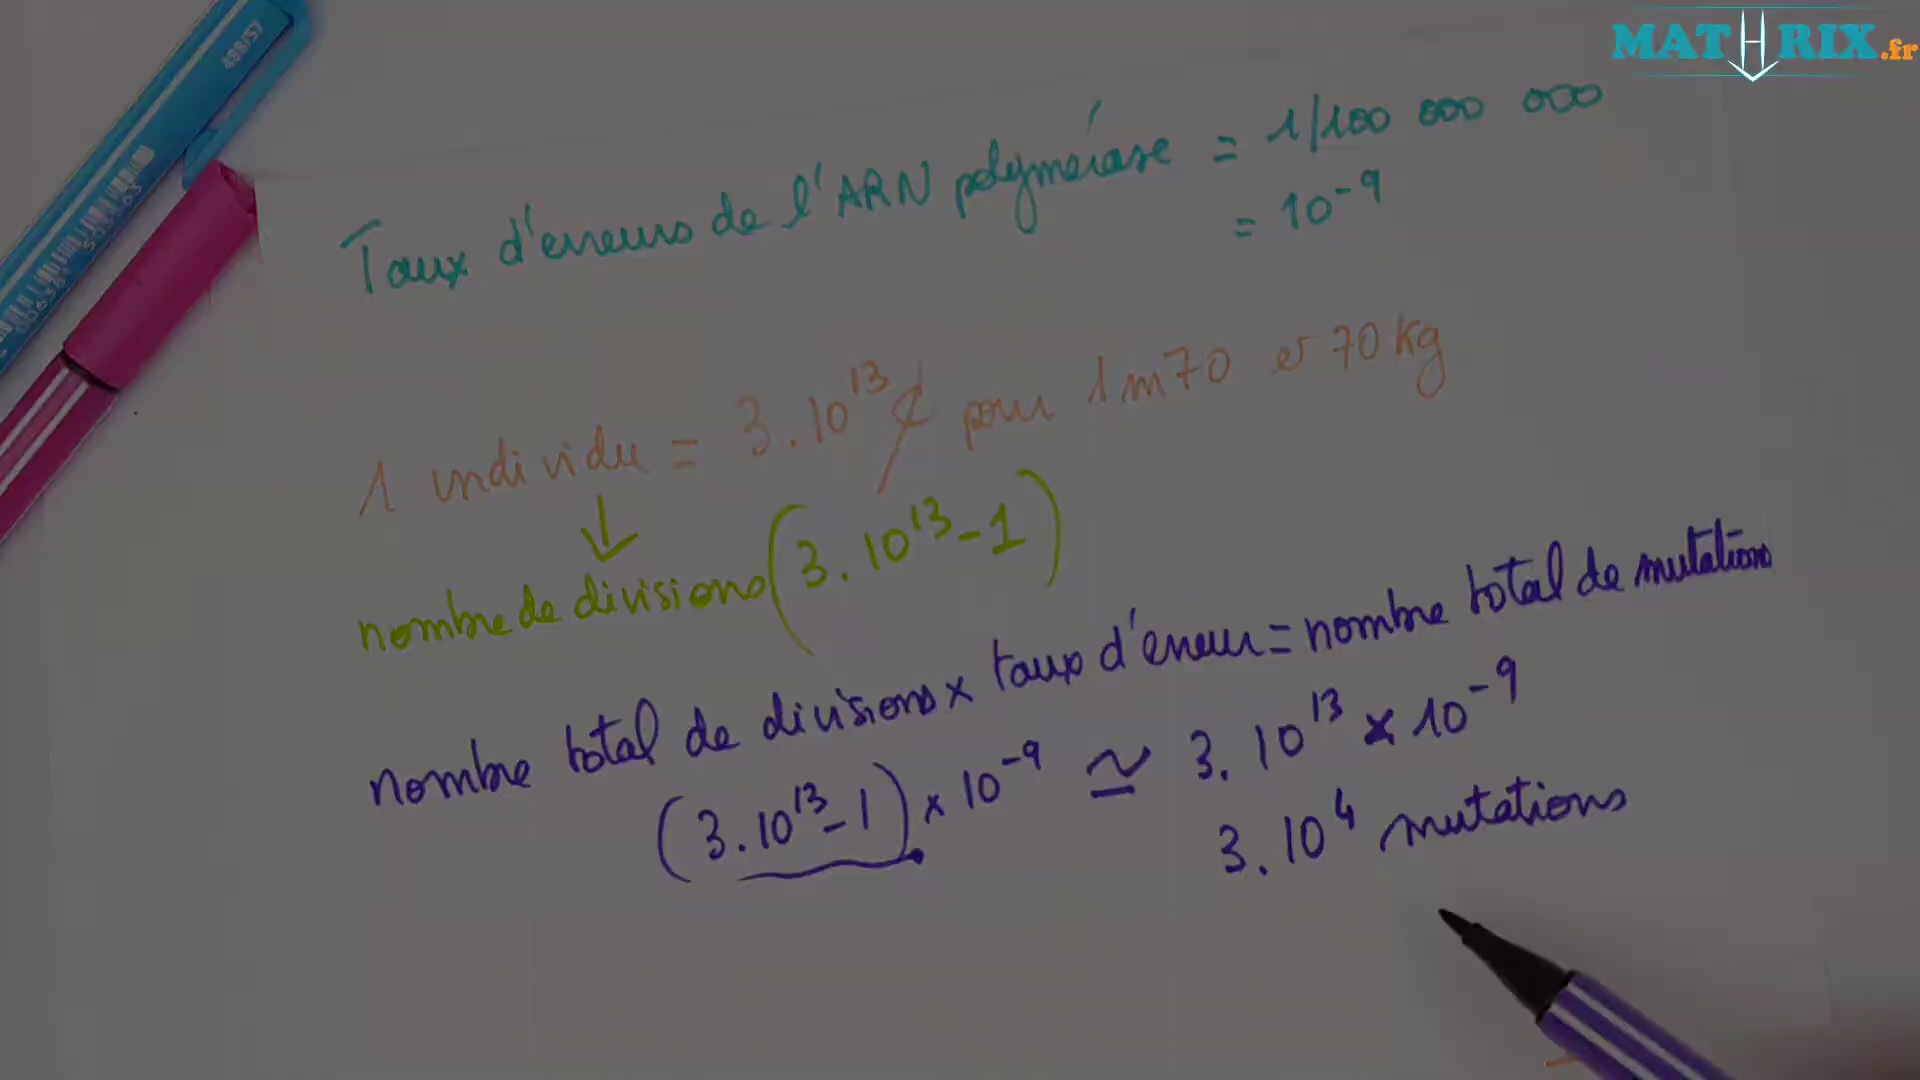 MATHRIX.fr
488/57
Taux d'erreurs de l'ARN polymérase = 1/100 000 000
= 10⁻⁹
1 individu = 3.10¹³ ₵ pour 1m70 et 70 Kg
↓
nombre de divisions (3.10¹³-1)
nombre total de divisions × taux d'erreur = nombre total de mutations
(3.10¹³-1) × 10⁻⁹ ≃ 3.10¹³ × 10⁻⁹
3.10⁴ mutations